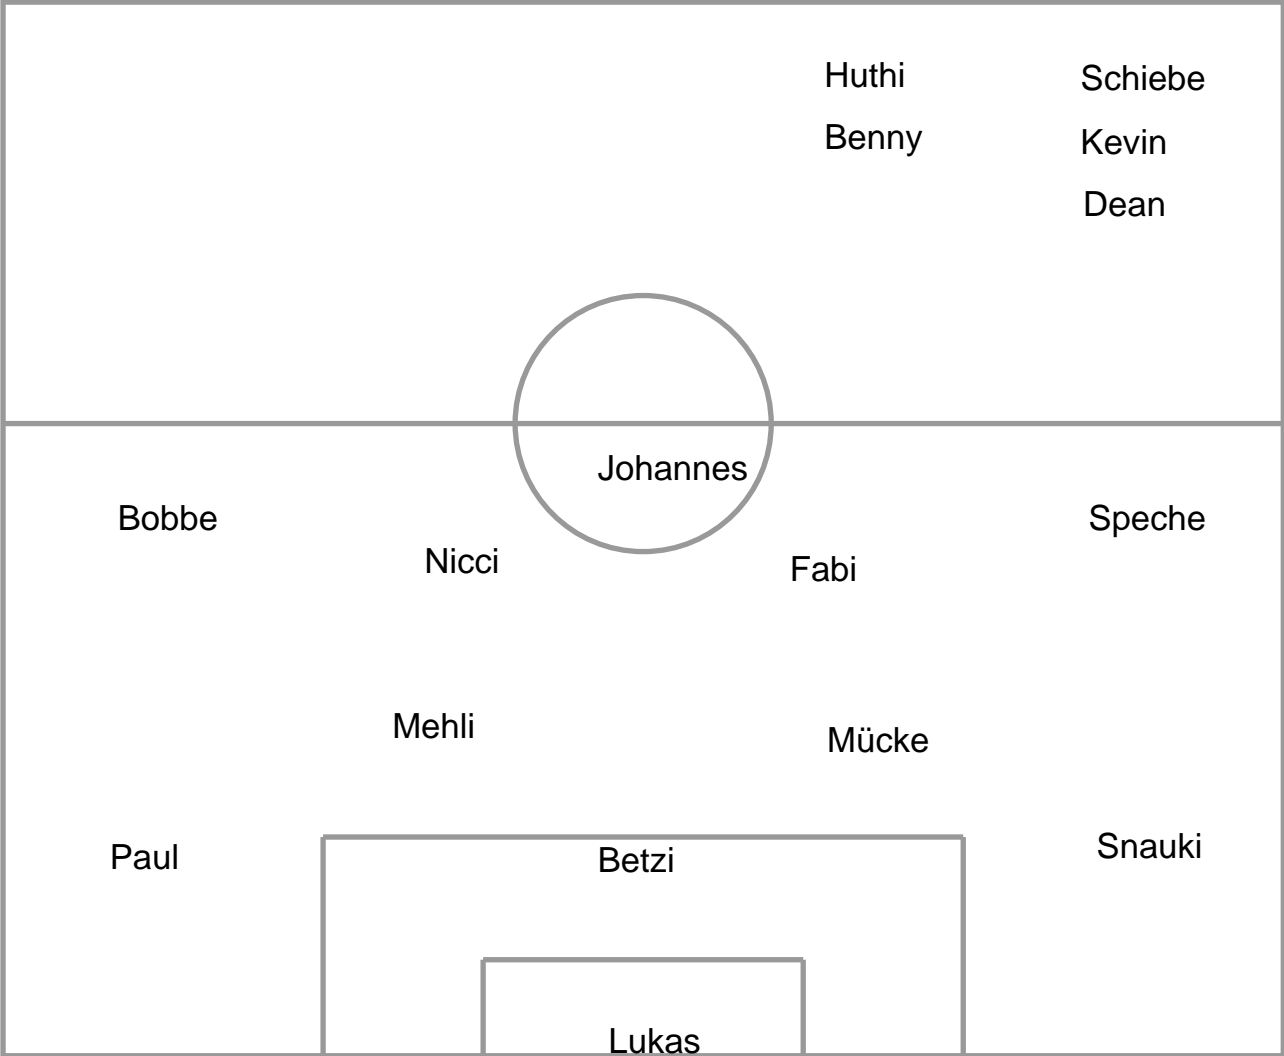 Huthi
Schiebe
Benny
Kevin
Dean
Johannes
Bobbe
Speche
Nicci
Fabi
Mehli
Mücke
Paul
Betzi
Snauki
Lukas